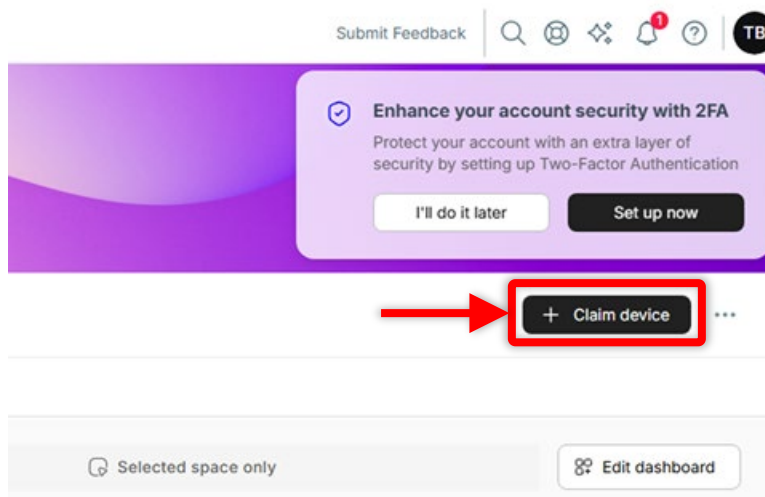 Submit Feedback
1
TB
Enhance your account security with 2FA
Protect your account with an extra layer of
security by setting up Two-Factor Authentication
I'll do it later
Set up now
+ Claim device
Selected space only
Edit dashboard